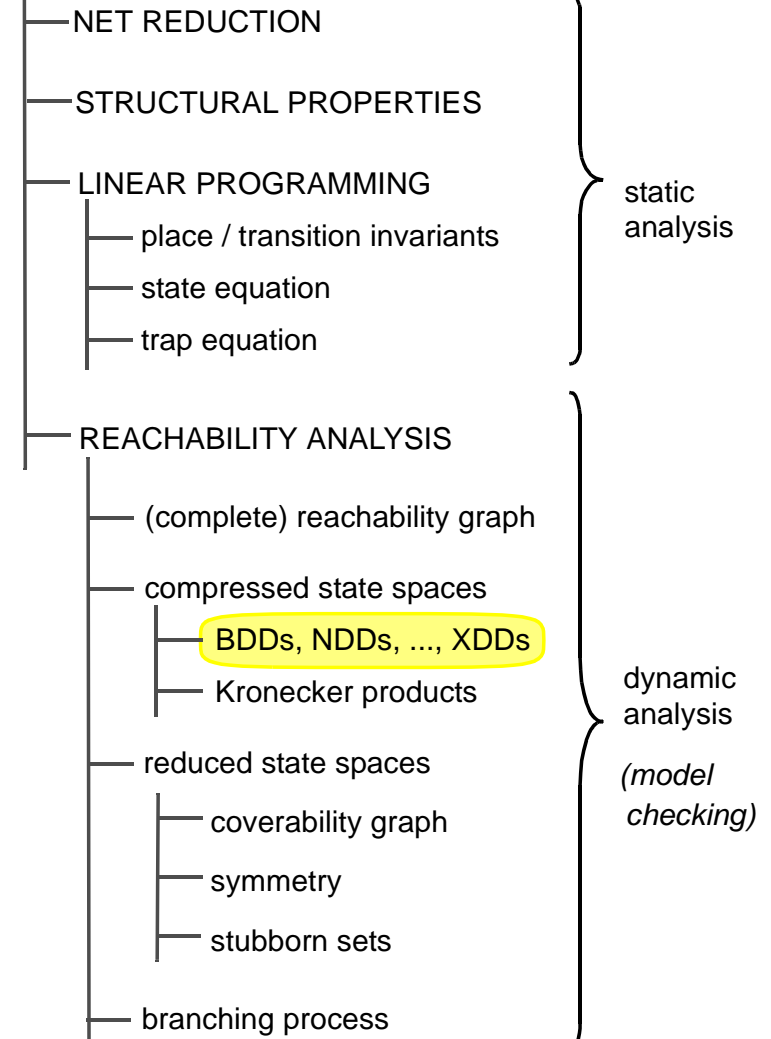 NET REDUCTION
STRUCTURAL PROPERTIES
LINEAR PROGRAMMING
place / transition invariants
state equation
trap equation
static
analysis
REACHABILITY ANALYSIS
(complete) reachability graph
compressed state spaces
BDDs, NDDs, ..., XDDs
Kronecker products
reduced state spaces
coverability graph
symmetry
stubborn sets
branching process
dynamic
analysis
(model
checking)